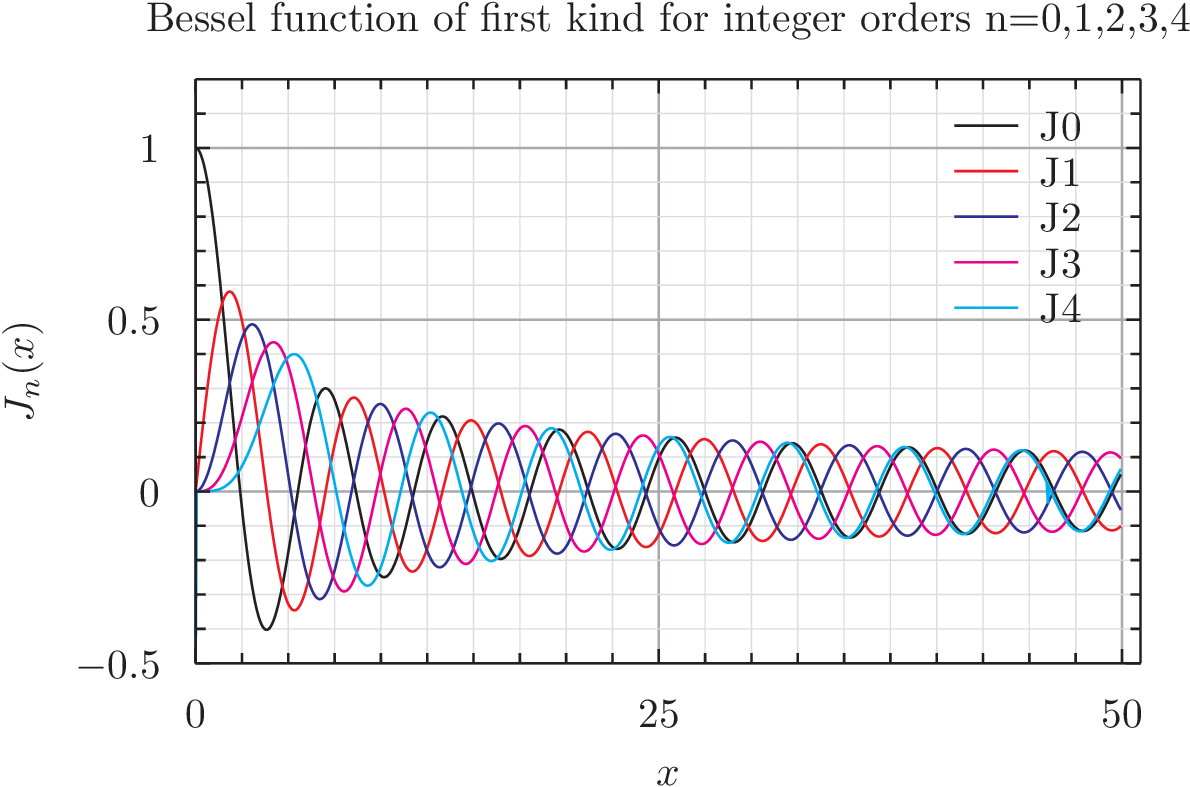 Bessel function of first kind for integer orders n=0,1,2,3,4
J0
J1
J2
J3
J4
1
0.5
0
−0.5
Jₙ(x)
0 25 50
x